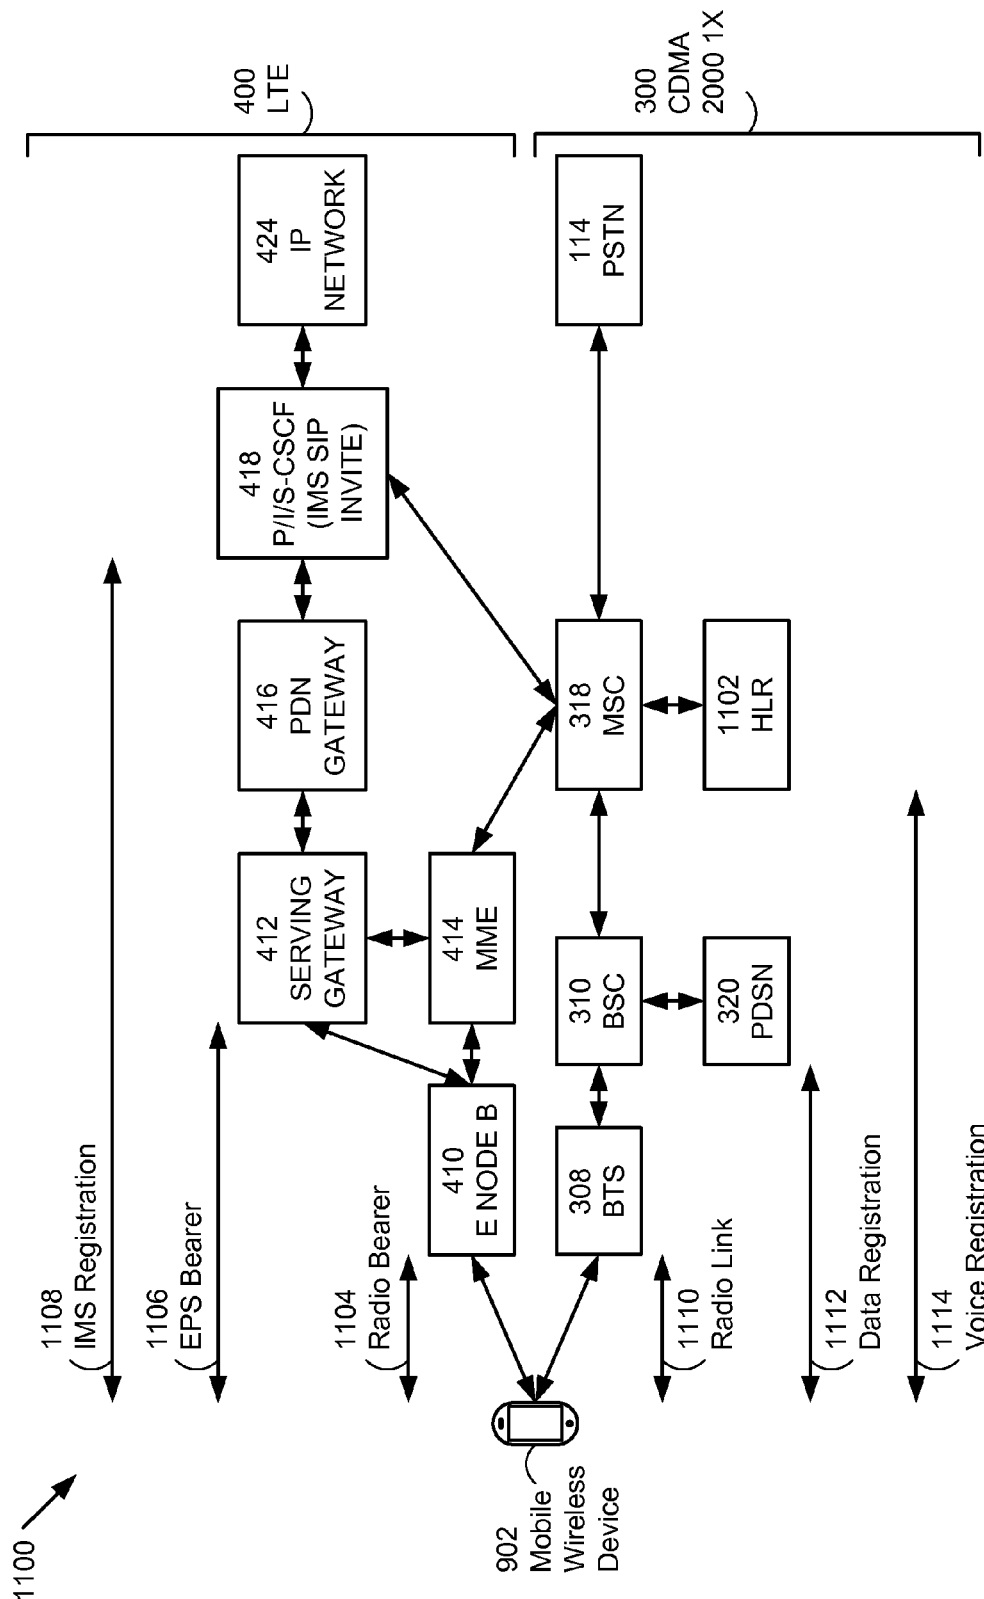 1100
1108
IMS Registration
1106
EPS Bearer
1104
Radio Bearer
902
Mobile
Wireless
Device
1110
Radio Link
1112
Data Registration
1114
Voice Registration
410
E NODE B
412
SERVING
GATEWAY
414
MME
416
PDN
GATEWAY
418
P/I/S-CSCF
(IMS SIP
INVITE)
424
IP
NETWORK
400
LTE
308
BTS
310
BSC
320
PDSN
318
MSC
1102
HLR
114
PSTN
300
CDMA
2000 1X